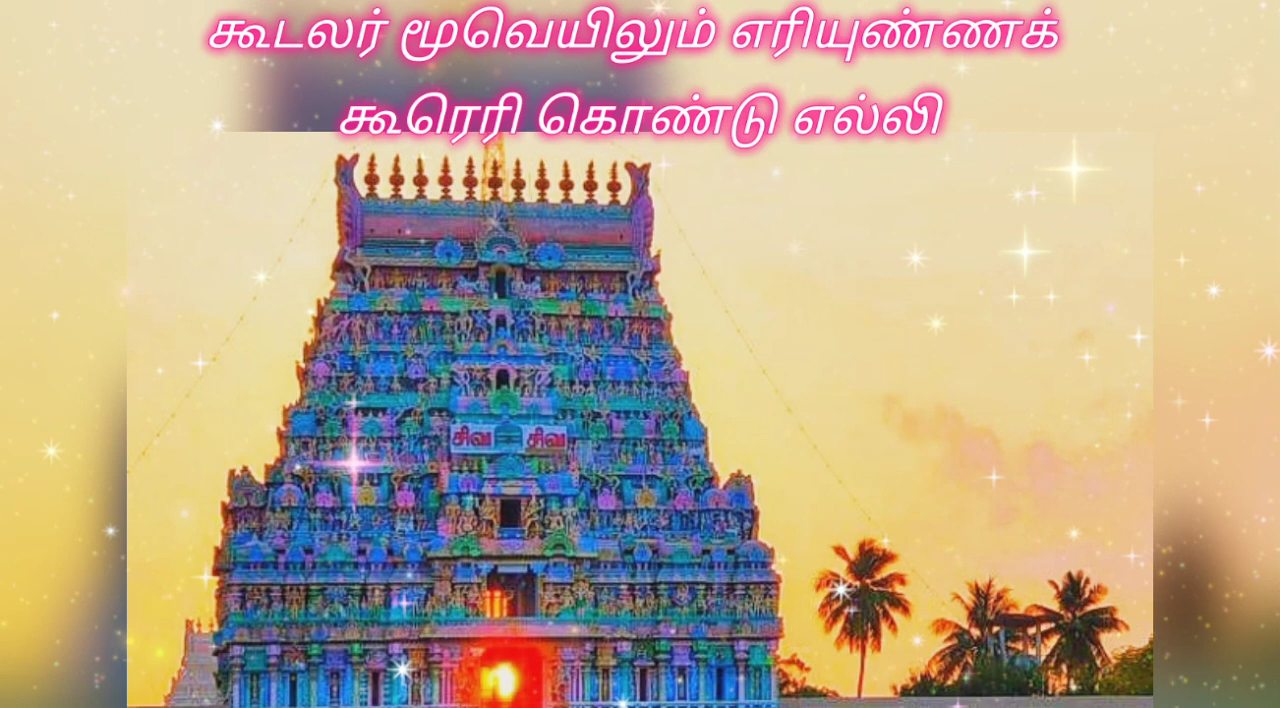 கூடலர் மூவெயிலும் எரியுண்ணக்
கூரெரி கொண்டு எல்லி
சிவ சிவ